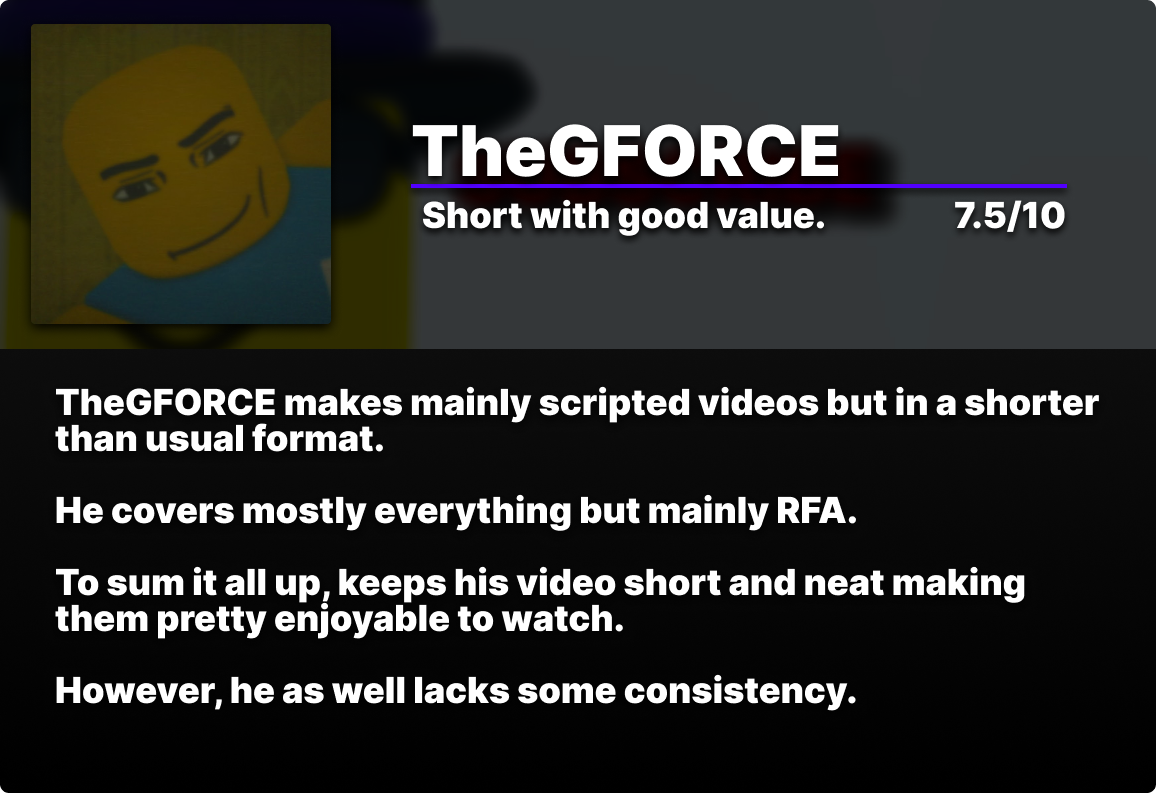 TheGFORCE
Short with good value. 7.5/10
TheGFORCE makes mainly scripted videos but in a shorter
than usual format.
He covers mostly everything but mainly RFA.
To sum it all up, keeps his video short and neat making
them pretty enjoyable to watch.
However, he as well lacks some consistency.